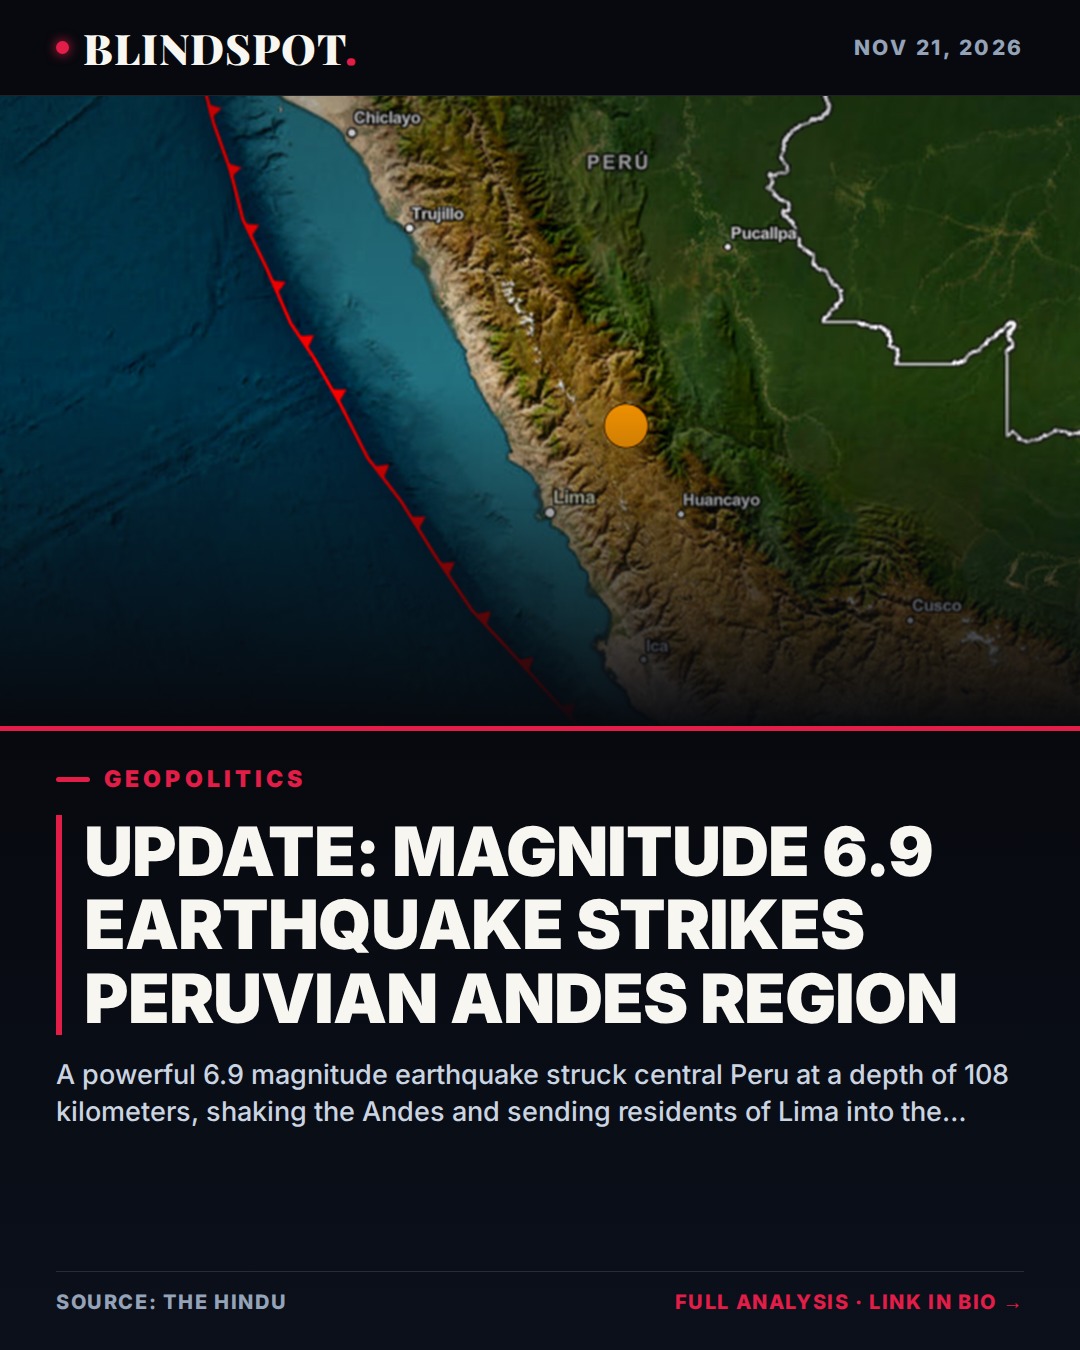 BLINDSPOT.
NOV 21, 2026
Chiclayo
PERÚ
Trujillo
Pucallpa
Lima
Huancayo
Cusco
Ica
GEOPOLITICS
UPDATE: MAGNITUDE 6.9
EARTHQUAKE STRIKES
PERUVIAN ANDES REGION
A powerful 6.9 magnitude earthquake struck central Peru at a depth of 108
kilometers, shaking the Andes and sending residents of Lima into the...
SOURCE: THE HINDU
FULL ANALYSIS · LINK IN BIO →